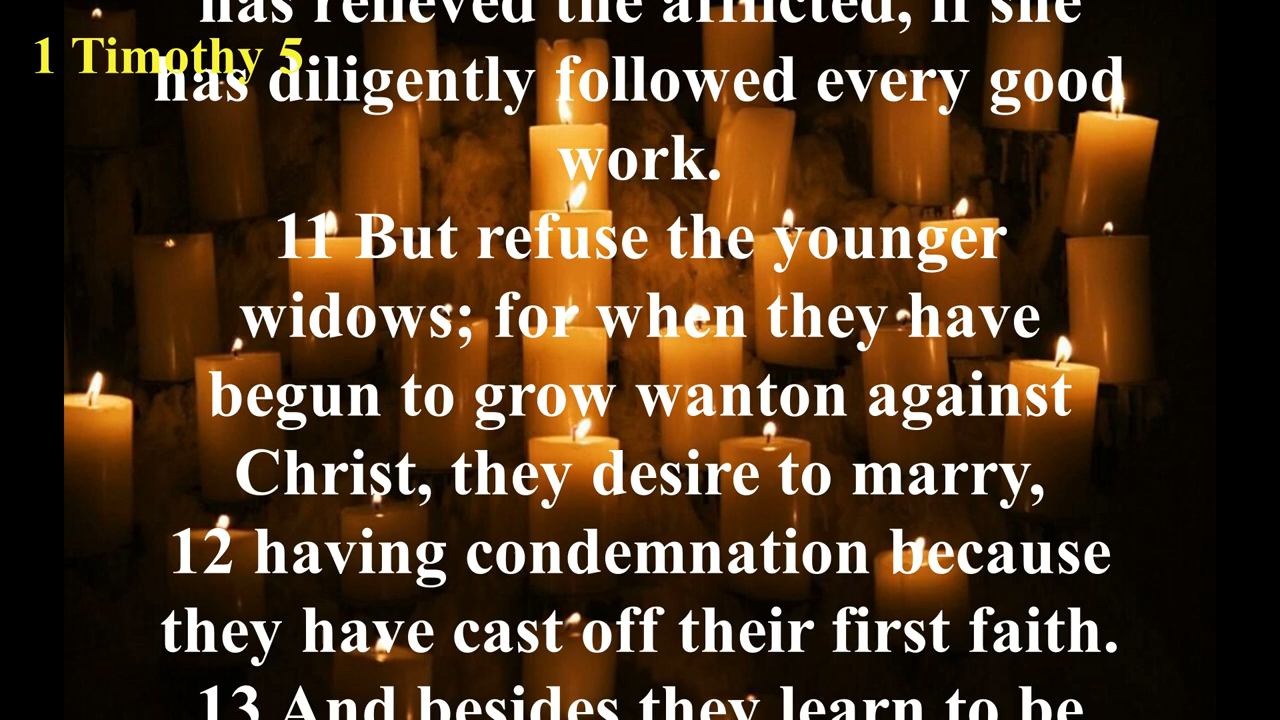 has relieved the afflicted, if she
1 Timothy 5
has diligently followed every good
work.
11 But refuse the younger
widows; for when they have
begun to grow wanton against
Christ, they desire to marry,
12 having condemnation because
they have cast off their first faith.
13 And besides they learn to be